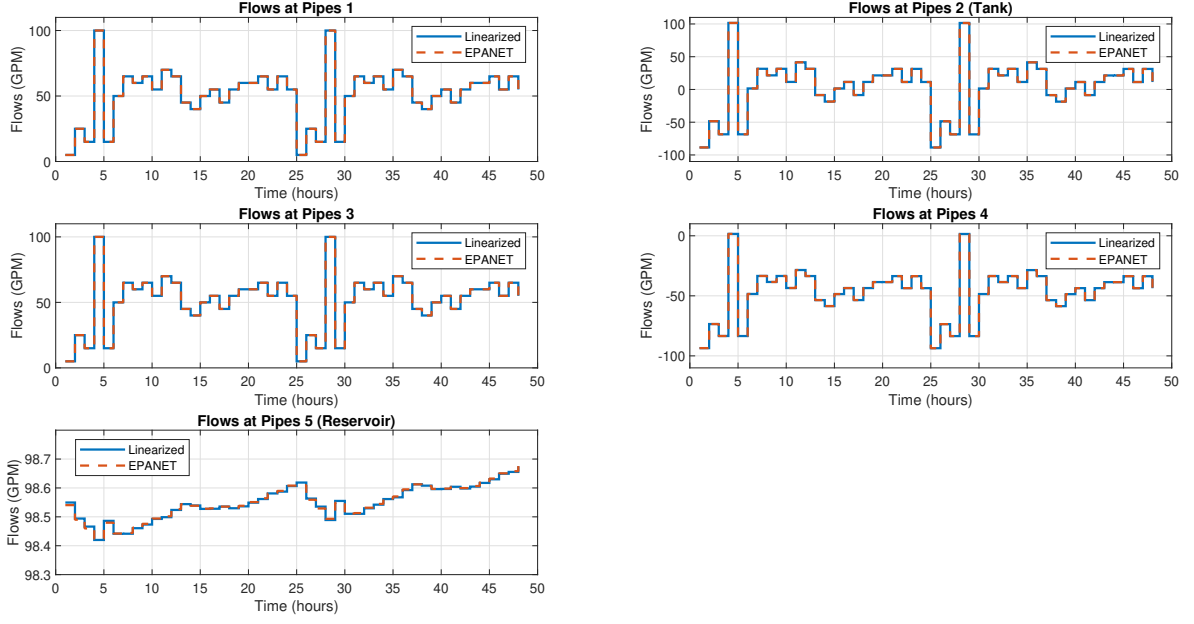 Flows at Pipes 1
Flows (GPM)
100
50
0
0 5 10 15 20 25 30 35 40 45 50
Time (hours)
Linearized
EPANET
Flows at Pipes 2 (Tank)
Flows (GPM)
100
50
0
-50
-100
0 5 10 15 20 25 30 35 40 45 50
Time (hours)
Linearized
EPANET
Flows at Pipes 3
Flows (GPM)
100
50
0
0 5 10 15 20 25 30 35 40 45 50
Time (hours)
Linearized
EPANET
Flows at Pipes 4
Flows (GPM)
0
-50
-100
0 5 10 15 20 25 30 35 40 45 50
Time (hours)
Linearized
EPANET
Flows at Pipes 5 (Reservoir)
Flows (GPM)
98.7
98.6
98.5
98.4
98.3
0 5 10 15 20 25 30 35 40 45 50
Time (hours)
Linearized
EPANET